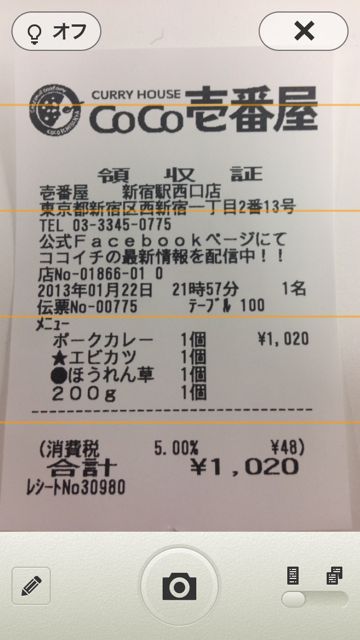 オフ
CURRY HOUSE
CoCo壱番屋
領収証
壱番屋 新宿駅西口店
東京都新宿区西新宿一丁目2番13号
TEL 03-3345-0775
公式Facebookページにて
ココイチの最新情報を配信中！！
店No-01866-01 0
2013年01月22日 21時57分 1名
伝票No-00775 ﾃｰﾌﾞﾙ 100
ﾒﾆｭｰ
ポークカレー 1個 ¥1,020
★エビカツ 1個
●ほうれん草 1個
２００ｇ 1個
(消費税 5.00% ¥48)
合計 ¥1,020
ﾚｼｰﾄNo30980